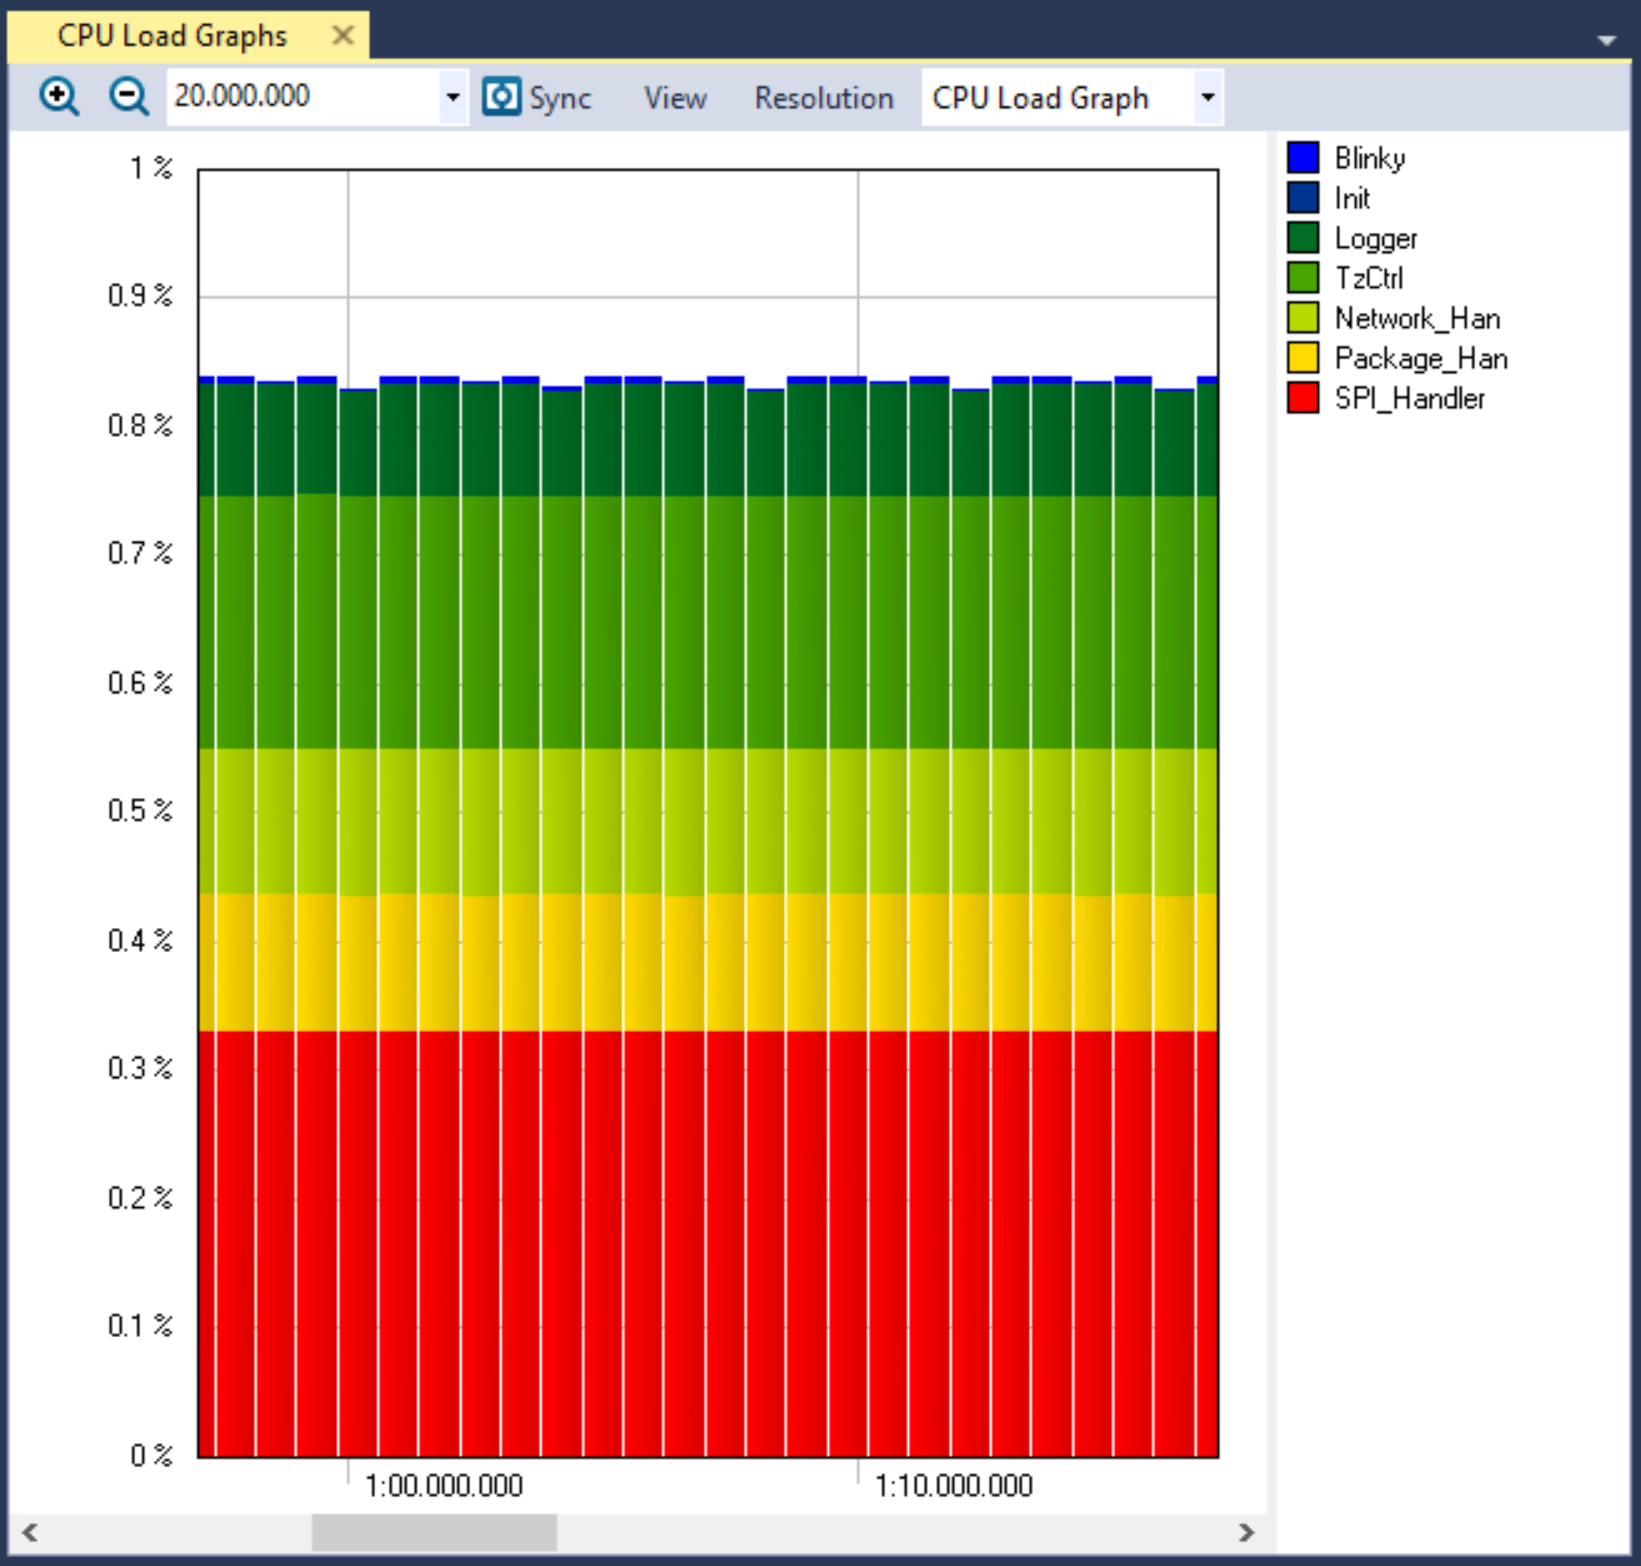 CPU Load Graphs
20.000.000 Sync View Resolution CPU Load Graph
1 %
0.9 %
0.8 %
0.7 %
0.6 %
0.5 %
0.4 %
0.3 %
0.2 %
0.1 %
0 %
1:00.000.000 1:10.000.000
Blinky
Init
Logger
TzCtrl
Network_Han
Package_Han
SPI_Handler